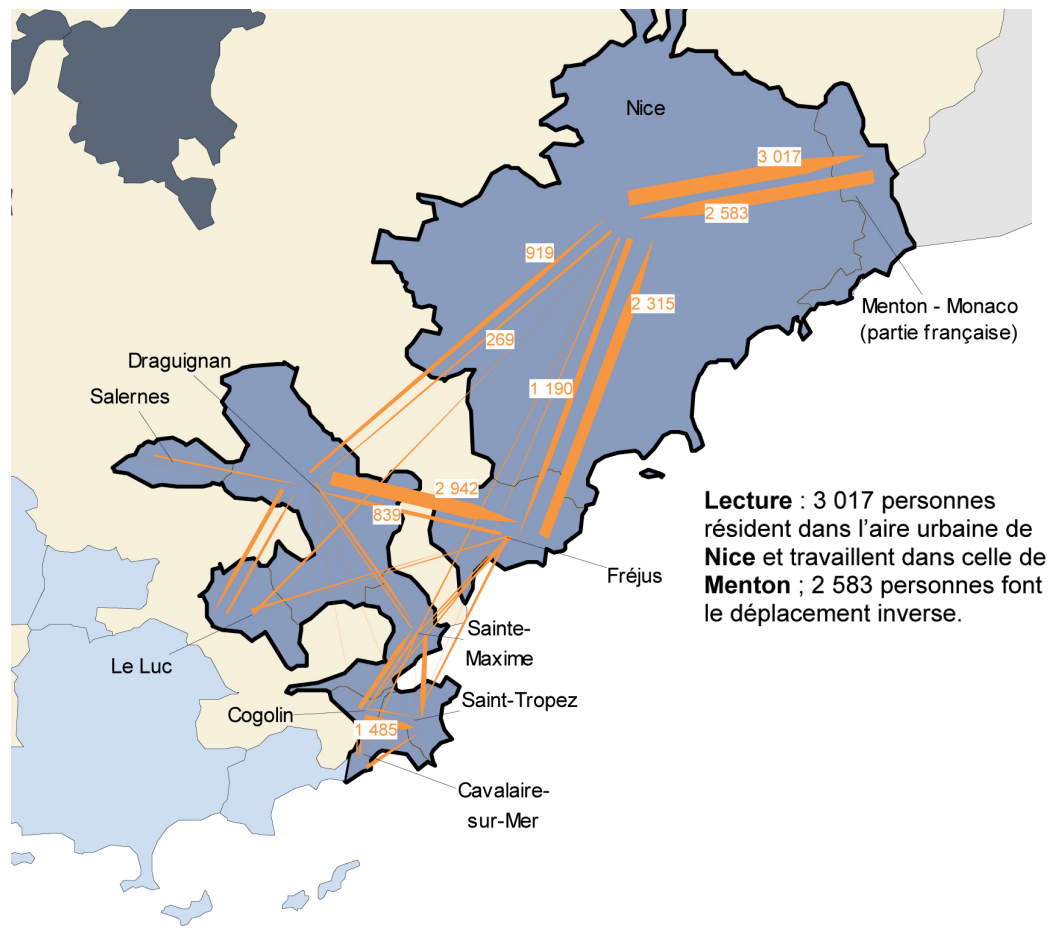 Nice
3 017
2 583
919
2 315
Menton - Monaco
(partie française)
269
Draguignan
1 190
Salernes
2 942
839
Lecture : 3 017 personnes
résident dans l’aire urbaine de
Nice et travaillent dans celle de
Menton ; 2 583 personnes font
le déplacement inverse.
Fréjus
Sainte-
Maxime
Le Luc
Saint-Tropez
Cogolin
1 485
Cavalaire-
sur-Mer